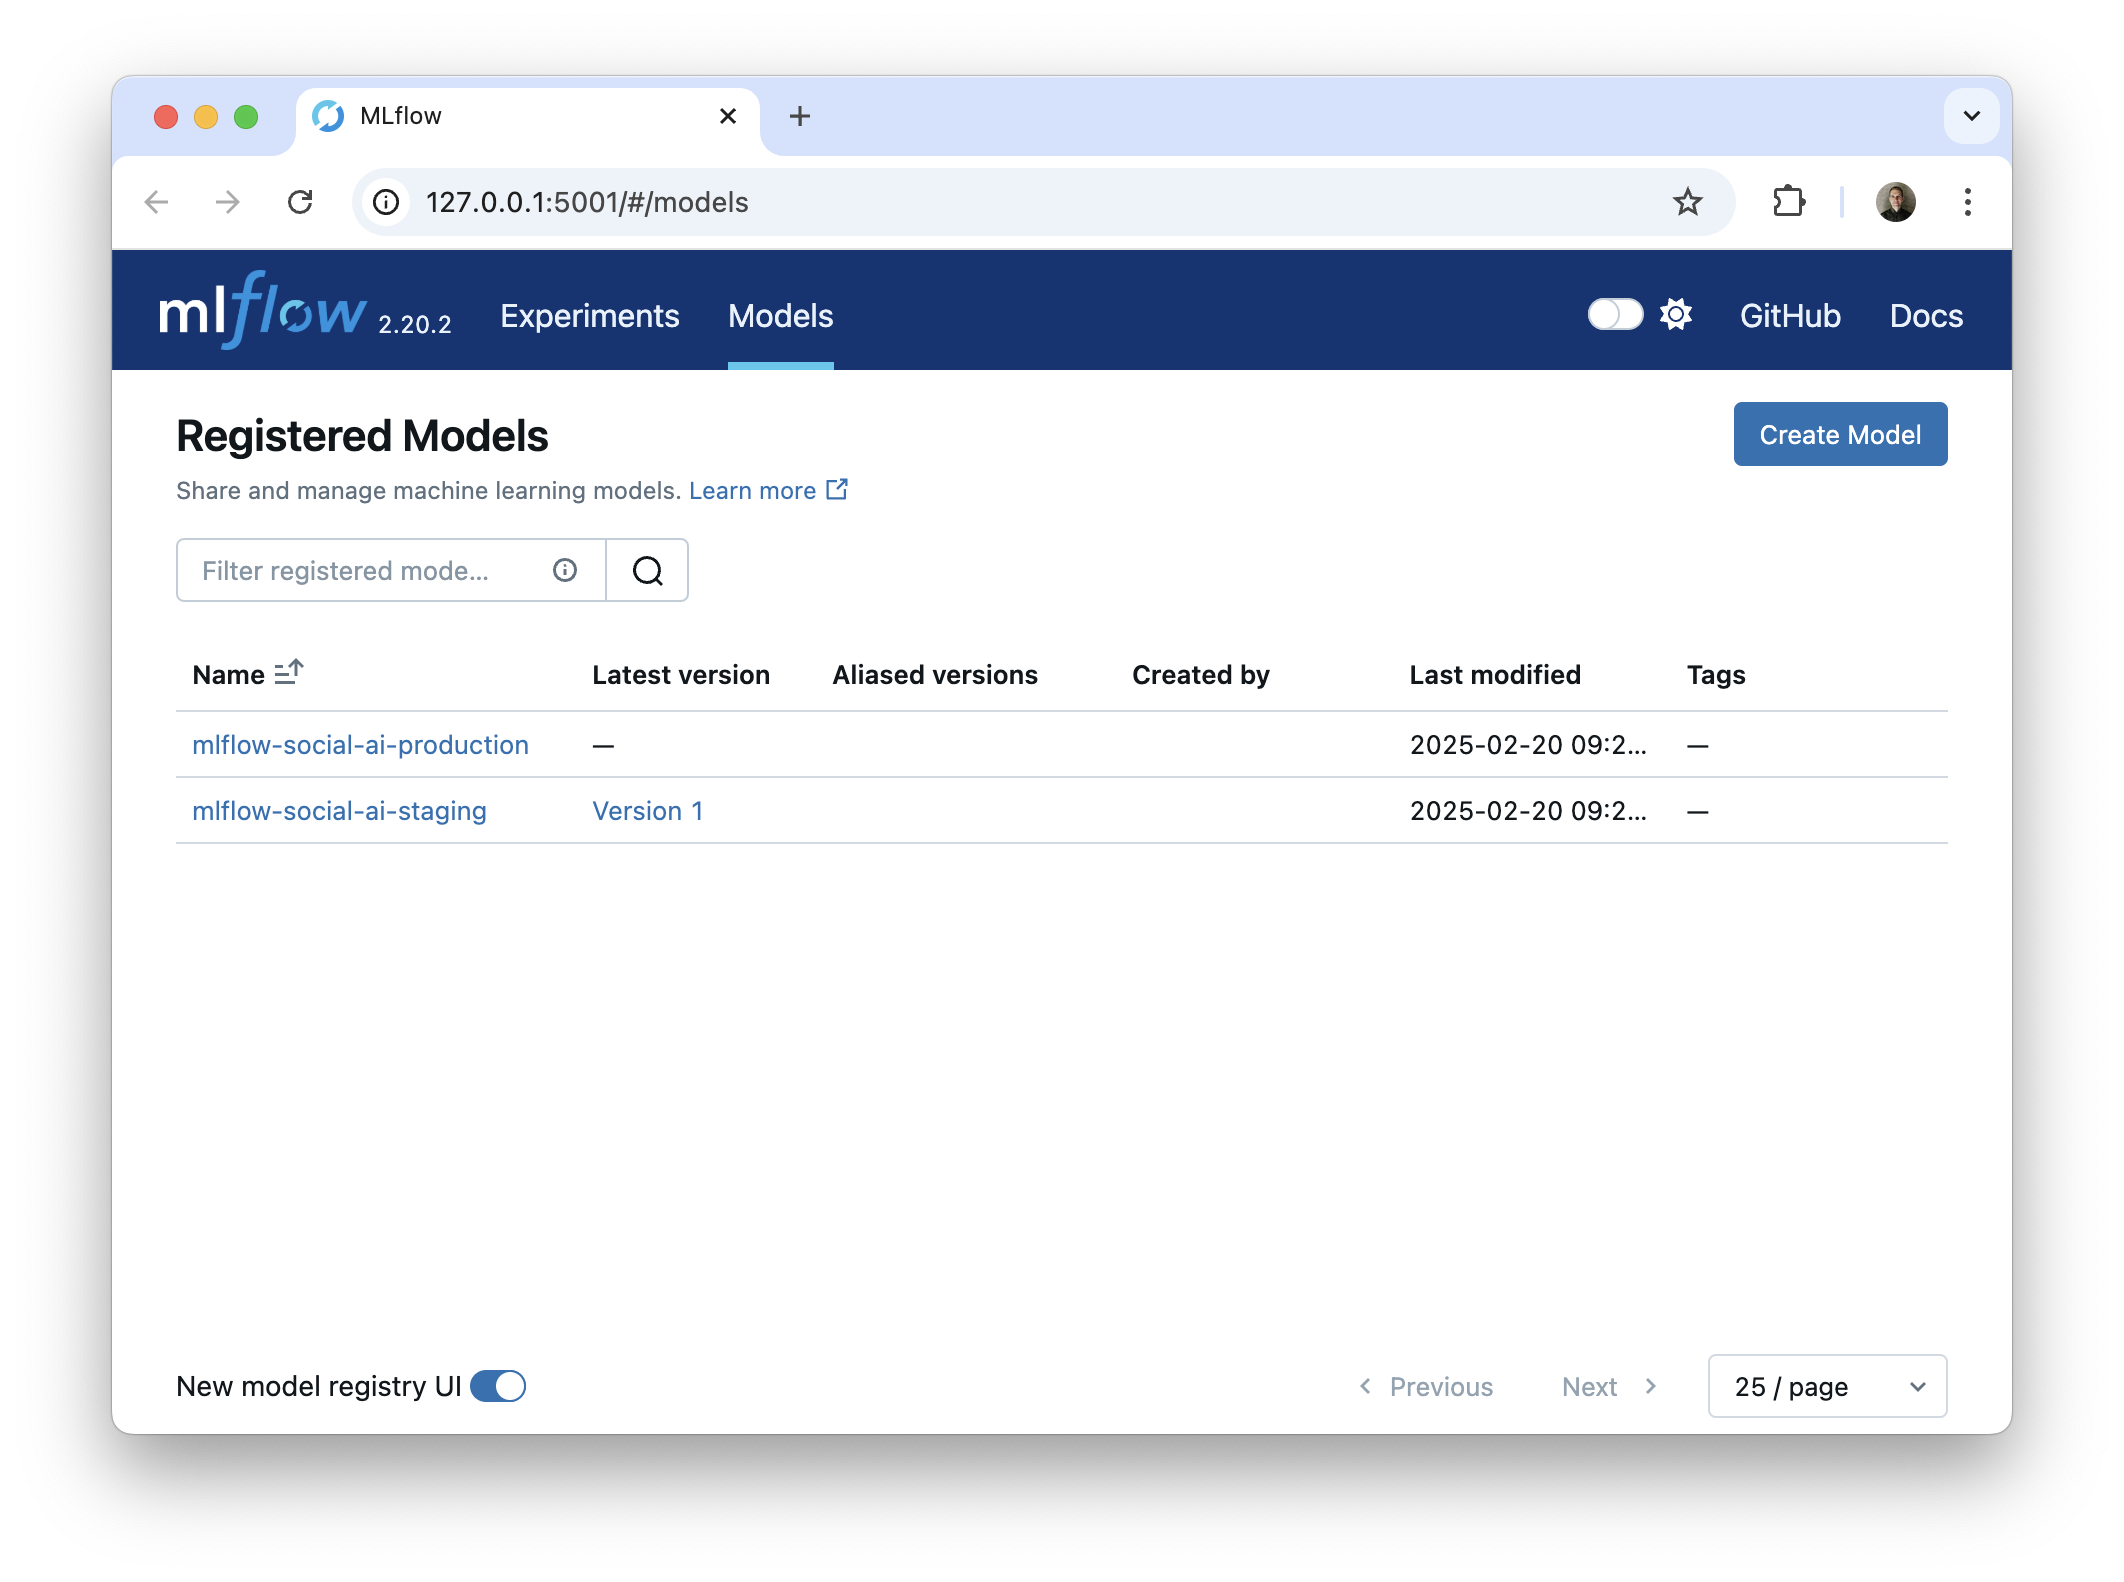 MLflow
127.0.0.1:5001/#/models
mlflow 2.20.2 Experiments Models GitHub Docs
Registered Models Create Model
Share and manage machine learning models. Learn more
Filter registered mode...
Name Latest version Aliased versions Created by Last modified Tags
mlflow-social-ai-production — 2025-02-20 09:2... —
mlflow-social-ai-staging Version 1 2025-02-20 09:2... —
New model registry UI Previous Next 25 / page